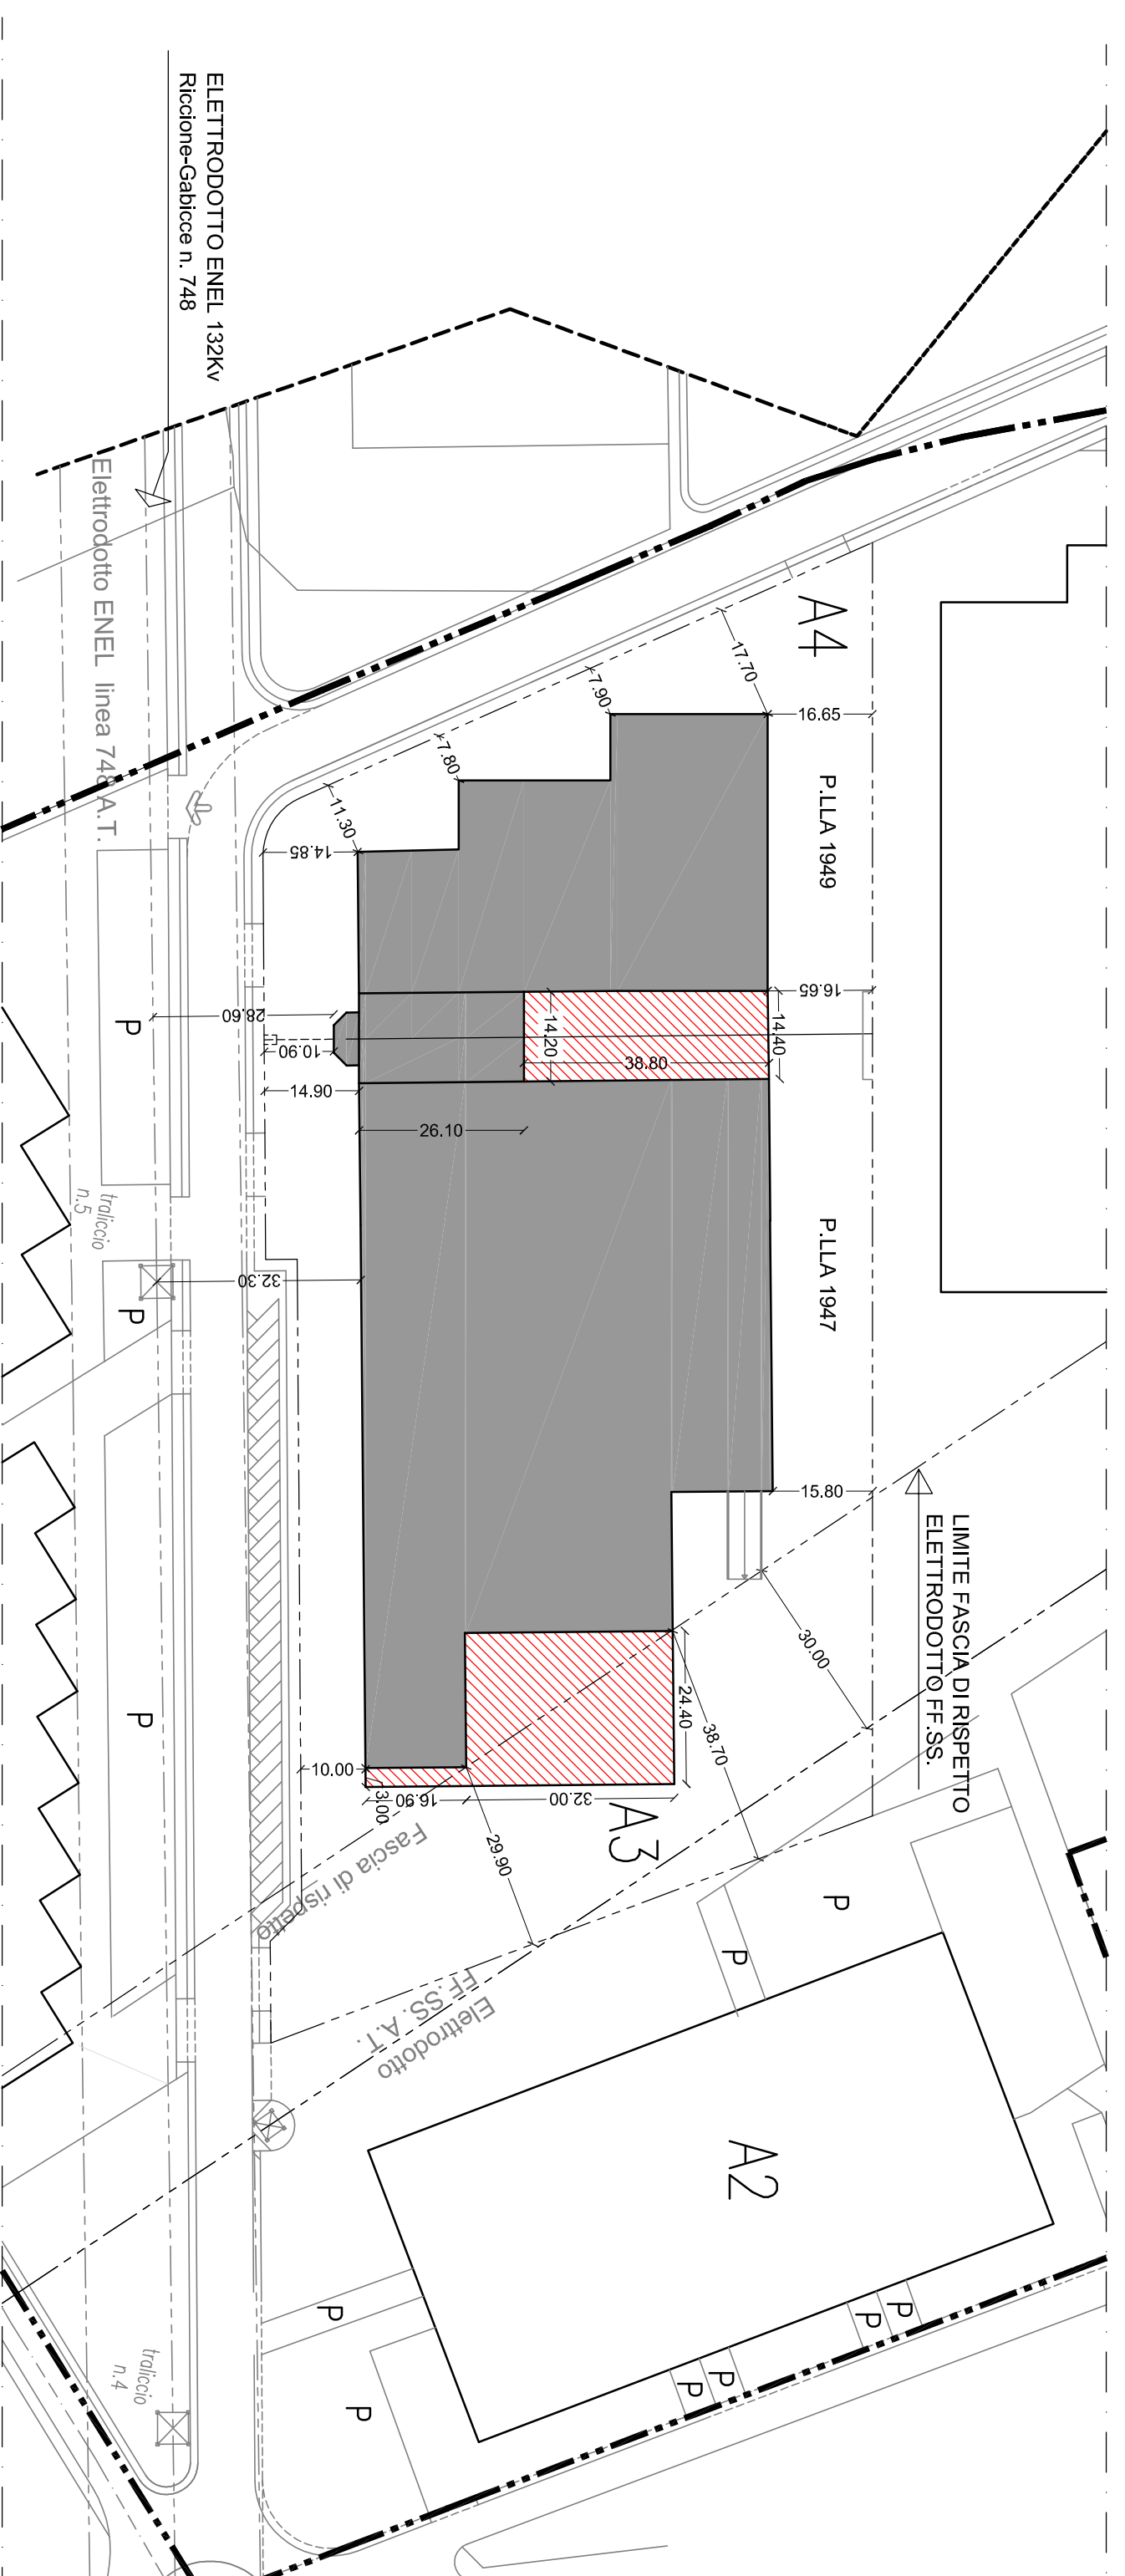 ELETTRODOTTO ENEL 132Kv
Riccione-Gabicce n. 748
Elettrodotto ENEL linea 748 A.T.
A4
17.70
7.90
7.80
11.30
16.65
P.LLA 1949
14.85
16.65
14.40
14.20
38.80
28.60
10.90
14.90
26.10
P
traliccio
n.5
P
32.30
P.LLA 1947
15.80
LIMITE FASCIA DI RISPETTO
ELETTRODOTTO FF.SS.
30.00
38.70
24.40
32.00
16.90
3.00
10.00
29.90
A3
P
Fascia di rispetto
Elettrodotto
FF.SS. A.T.
P
P
A2
P
P
P
P
P
P
traliccio
n.4